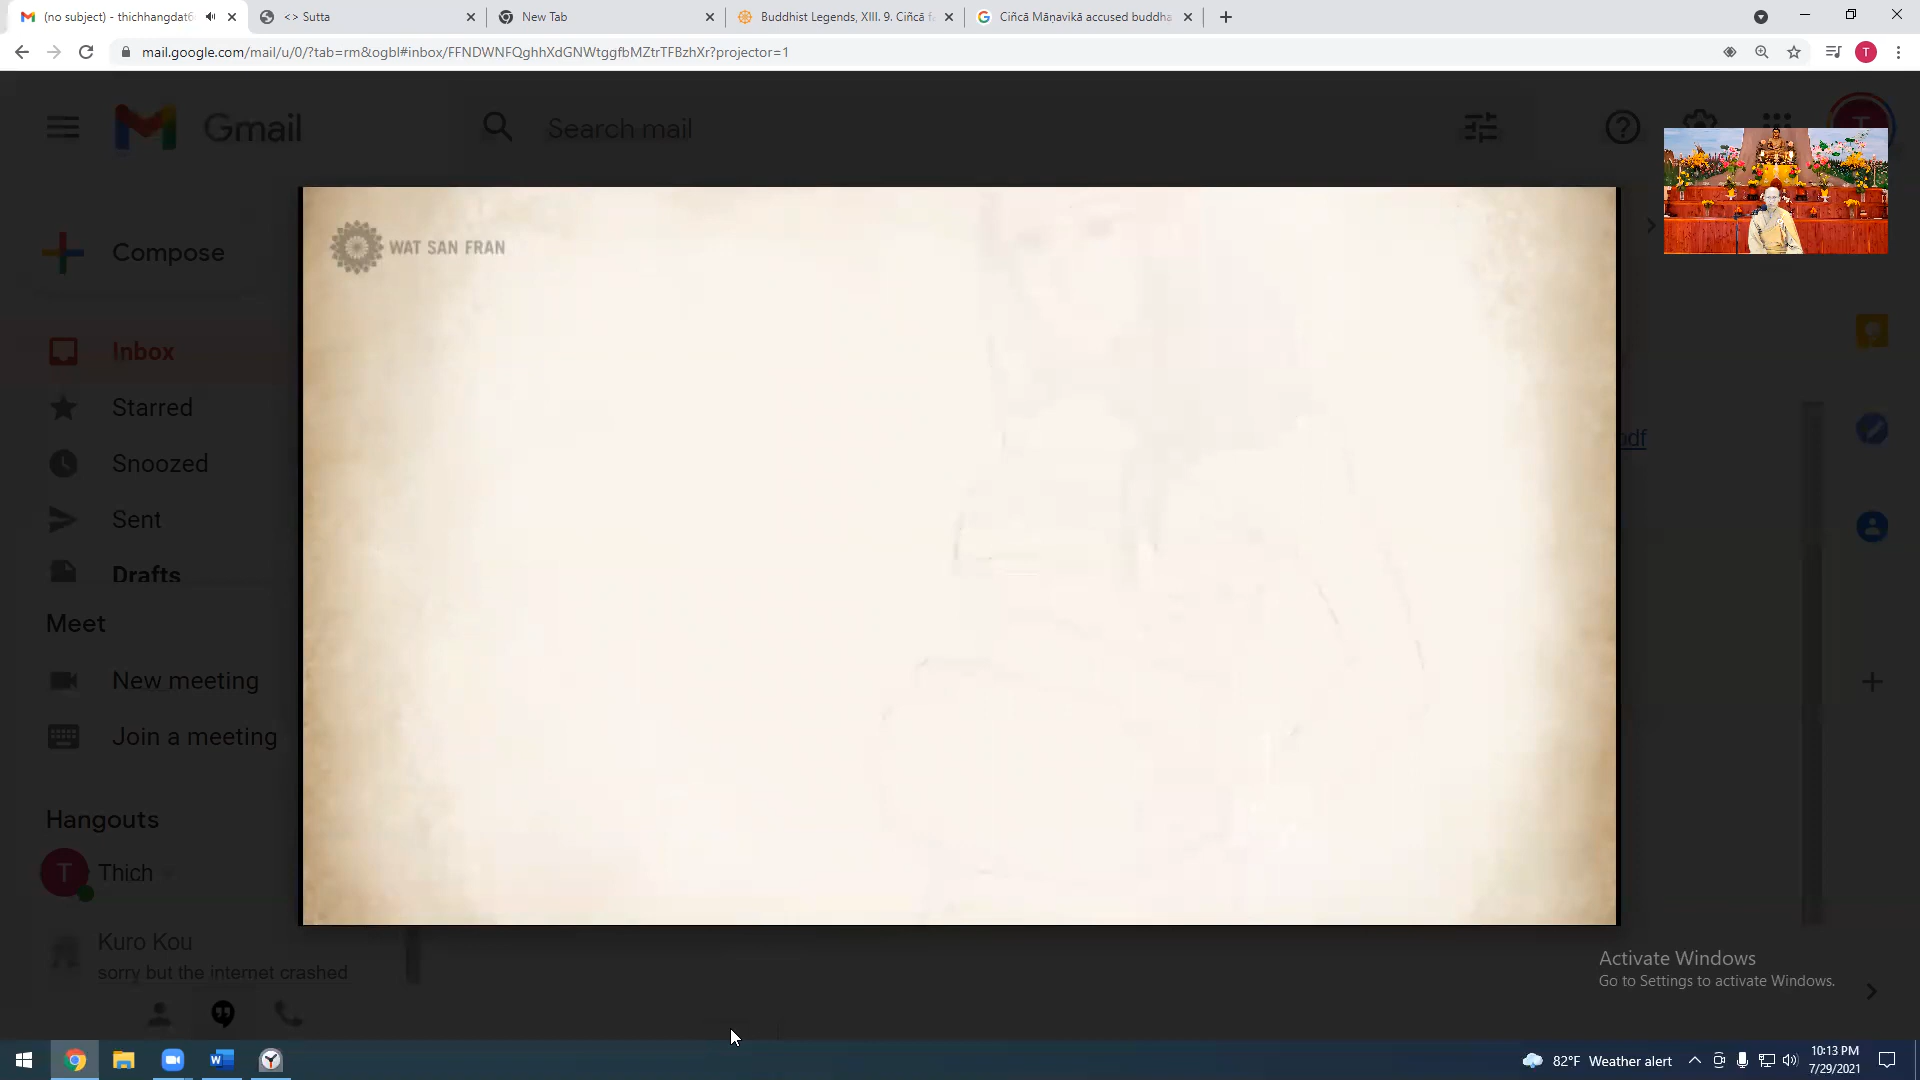 (no subject) - thichhangdat6
<> Sutta
New Tab
Buddhist Legends, XIII. 9. Ciñcā f
Ciñcā Māṇavikā accused buddha
mail.google.com/mail/u/0/?tab=rm&ogbl#inbox/FFNDWNFQghhXdGNWtggfbMZtrTFBzhXr?projector=1
T
Gmail
Search mail
WAT SAN FRAN
Compose
Inbox
Starred
odf
Snoozed
Sent
Drafts
Meet
New meeting
Join a meeting
Hangouts
T
Thich
Kuro Kou
sorry but the internet crashed
Activate Windows
Go to Settings to activate Windows.
82°F Weather alert
10:13 PM
7/29/2021